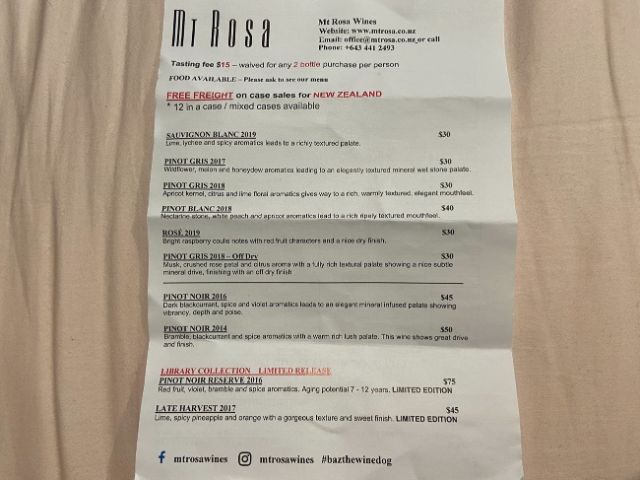 MT ROSA
Mt Rosa Wines
Website: www.mtrosa.co.nz
Email: office@mtrosa.co.nz or call
Phone: +643 441 2493
Tasting fee $15 – waived for any 2 bottle purchase per person
FOOD AVAILABLE – Please ask to see our menu
FREE FREIGHT on case sales for NEW ZEALAND
* 12 in a case / mixed cases available
SAUVIGNON BLANC 2019 $30
Lime, lychee and spicy aromatics leads to a richly textured palate.
PINOT GRIS 2017 $30
Wildflower, melon and honeydew aromatics leading to an elegantly textured mineral wet stone palate.
PINOT GRIS 2018 $30
Apricot kernel, citrus and lime floral aromatics gives way to a rich, warmly textured, elegant mouthfeel.
PINOT BLANC 2018 $40
Nectarine stone, white peach and apricot aromatics lead to a rich ripely textured mouthfeel.
ROSÉ 2019 $30
Bright raspberry coulis notes with red fruit characters and a nice dry finish.
PINOT GRIS 2018 – Off Dry $30
Musk, crushed rose petal and citrus aroma with a fully rich textural palate showing a nice subtle
mineral drive, finishing with an off dry finish
PINOT NOIR 2016 $45
Dark blackcurrant, spice and violet aromatics leads to an elegant mineral infused palate showing
vibrancy, depth and poise.
PINOT NOIR 2014 $50
Bramble, blackcurrant and spice aromatics with a warm rich lush palate. This wine shows great drive
and finish.
LIBRARY COLLECTION LIMITED RELEASE
PINOT NOIR RESERVE 2016 $75
Red fruit, violet, bramble and spice aromatics. Aging potential 7 - 12 years. LIMITED EDITION
LATE HARVEST 2017 $45
Lime, spicy pineapple and orange with a gorgeous texture and sweet finish. LIMITED EDITION
f mtrosawines mtrosawines #bazthewinedog